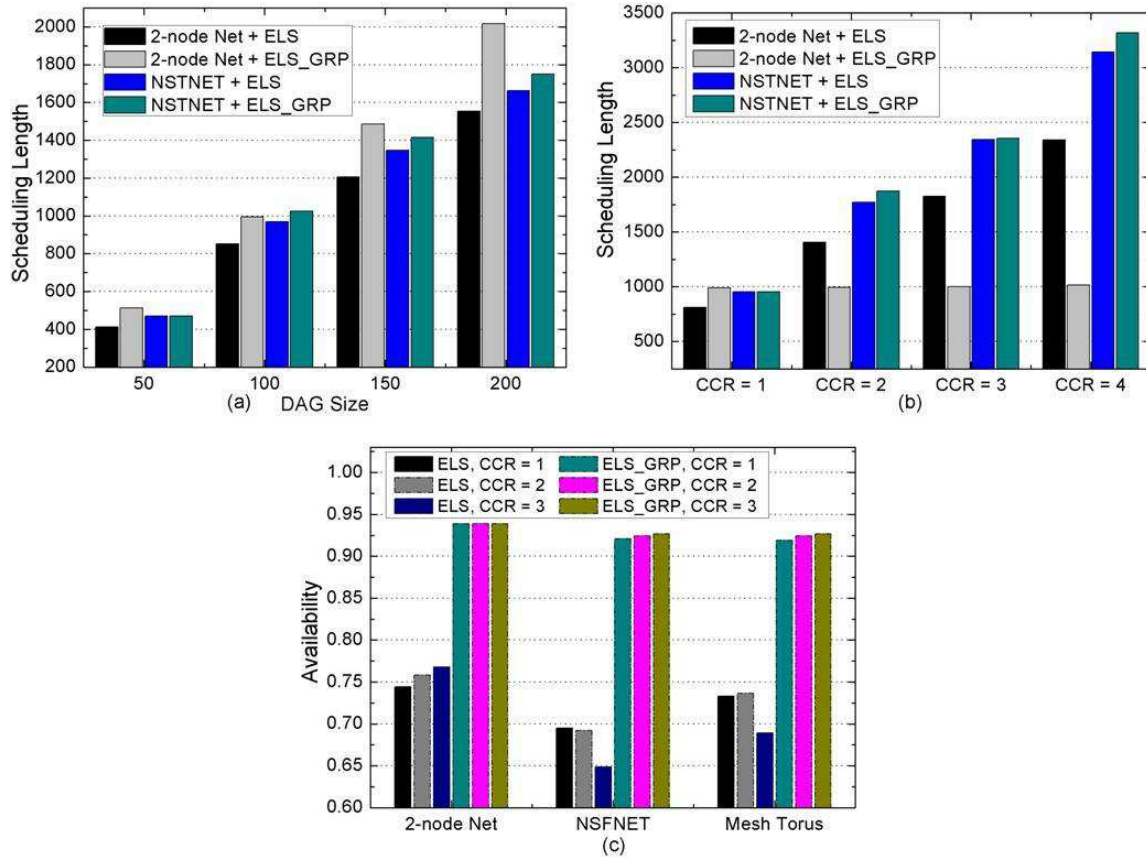 2-node Net + ELS
2-node Net + ELS_GRP
NSTNET + ELS
NSTNET + ELS_GRP
Scheduling Length
2000
1800
1600
1400
1200
1000
800
600
400
200
50
100
150
200
(a)
DAG Size
2-node Net + ELS
2-node Net + ELS_GRP
NSTNET + ELS
NSTNET + ELS_GRP
Scheduling Length
3500
3000
2500
2000
1500
1000
500
CCR = 1
CCR = 2
CCR = 3
CCR = 4
(b)
ELS, CCR = 1
ELS_GRP, CCR = 1
ELS, CCR = 2
ELS_GRP, CCR = 2
ELS, CCR = 3
ELS_GRP, CCR = 3
Availability
1.00
0.95
0.90
0.85
0.80
0.75
0.70
0.65
0.60
2-node Net
NSFNET
Mesh Torus
(c)